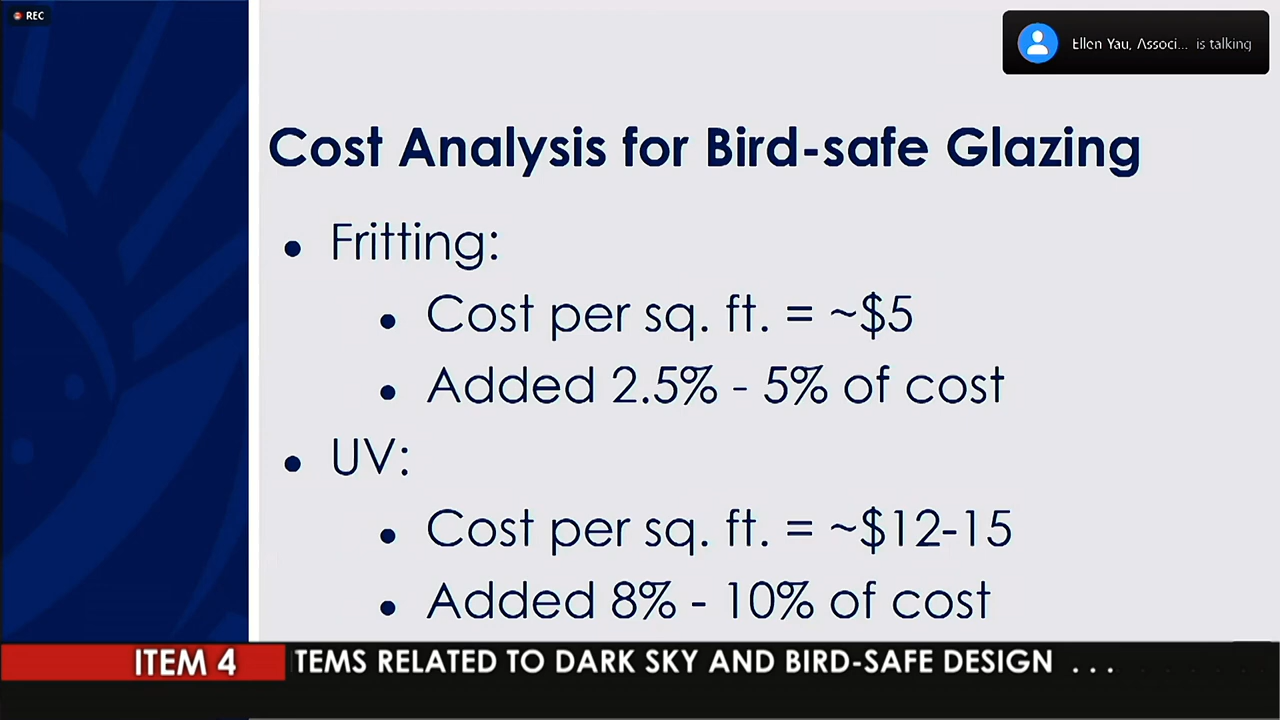 REC
Ellen Yau, Associ... is talking
Cost Analysis for Bird-safe Glazing
• Fritting:
• Cost per sq. ft. = ~$5
• Added 2.5% - 5% of cost
• UV:
• Cost per sq. ft. = ~$12-15
• Added 8% - 10% of cost
ITEM 4
TEMS RELATED TO DARK SKY AND BIRD-SAFE DESIGN ...